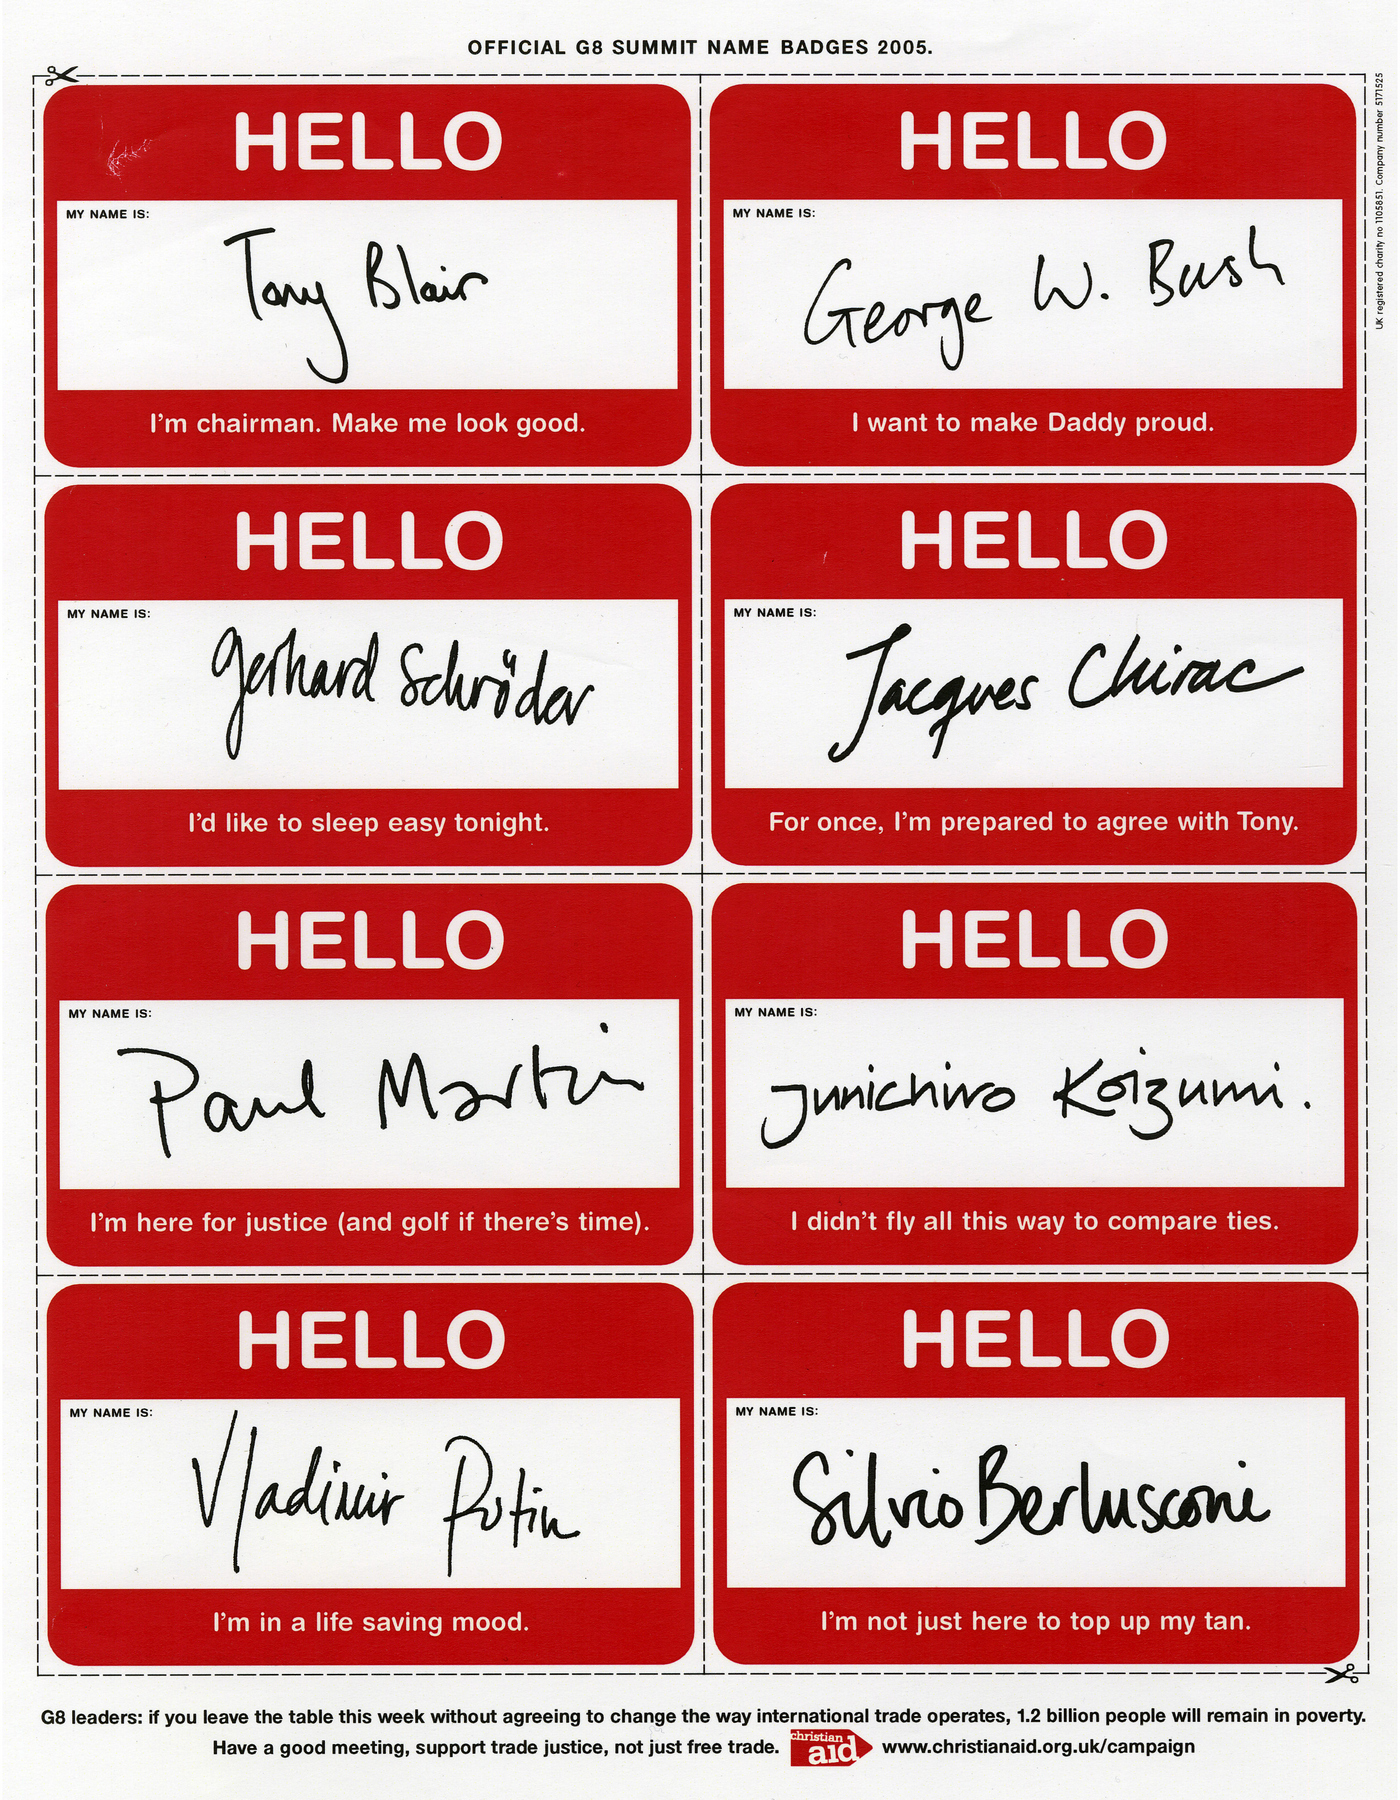 OFFICIAL G8 SUMMIT NAME BADGES 2005.
UK registered charity no 1105851. Company number 5171525
HELLO
MY NAME IS:
Tony Blair
I'm chairman. Make me look good.
HELLO
MY NAME IS:
George W. Bush
I want to make Daddy proud.
HELLO
MY NAME IS:
Gerhard Schröder
I'd like to sleep easy tonight.
HELLO
MY NAME IS:
Jacques Chirac
For once, I'm prepared to agree with Tony.
HELLO
MY NAME IS:
Paul Martin
I'm here for justice (and golf if there's time).
HELLO
MY NAME IS:
Junichiro Koizumi.
I didn't fly all this way to compare ties.
HELLO
MY NAME IS:
Vladimir Putin
I'm in a life saving mood.
HELLO
MY NAME IS:
Silvio Berlusconi
I'm not just here to top up my tan.
G8 leaders: if you leave the table this week without agreeing to change the way international trade operates, 1.2 billion people will remain in poverty.
Have a good meeting, support trade justice, not just free trade. christian aid www.christianaid.org.uk/campaign